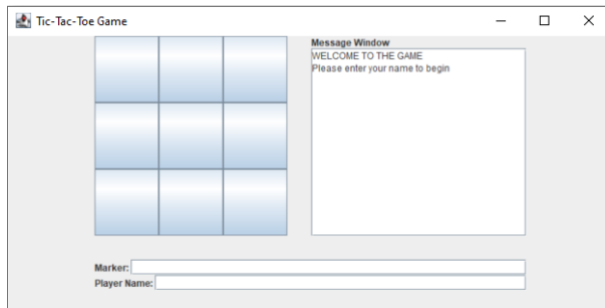 Tic-Tac-Toe Game
Message Window
WELCOME TO THE GAME
Please enter your name to begin
Marker:
Player Name: